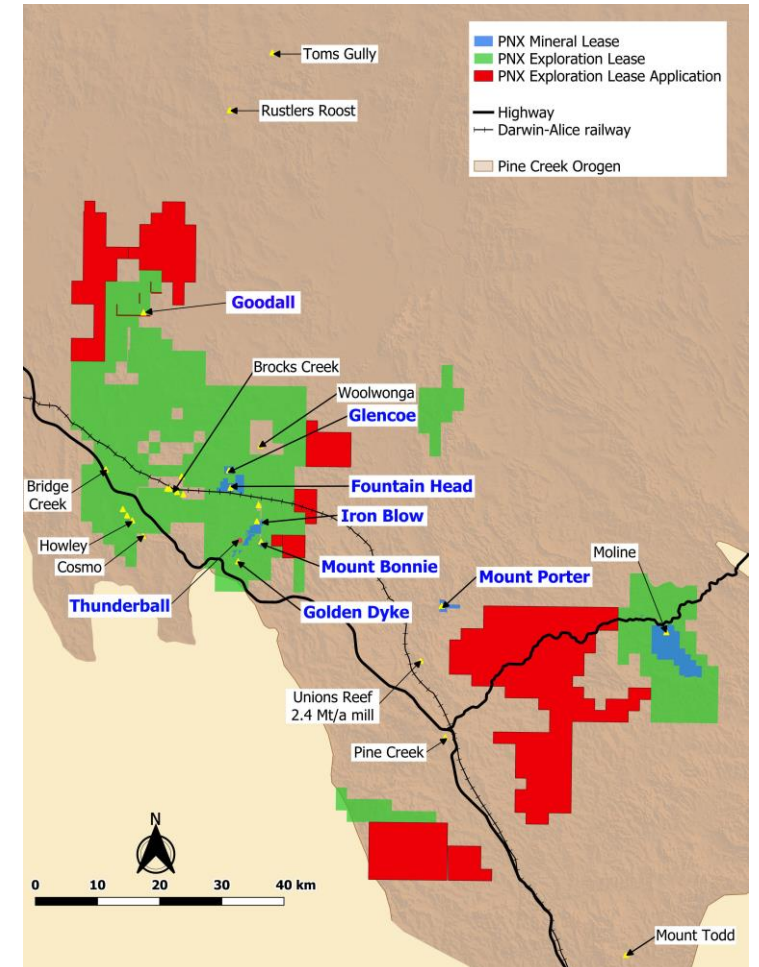 Toms Gully
Rustlers Roost
PNX Mineral Lease
PNX Exploration Lease
PNX Exploration Lease Application
Highway
Darwin-Alice railway
Pine Creek Orogen
Goodall
Brocks Creek
Woolwonga
Glencoe
Bridge
Creek
Fountain Head
Iron Blow
Howley
Cosmo
Mount Bonnie
Moline
Mount Porter
Thunderball
Golden Dyke
Unions Reef
2.4 Mt/a mill
Pine Creek
N
0 10 20 30 40 km
Mount Todd